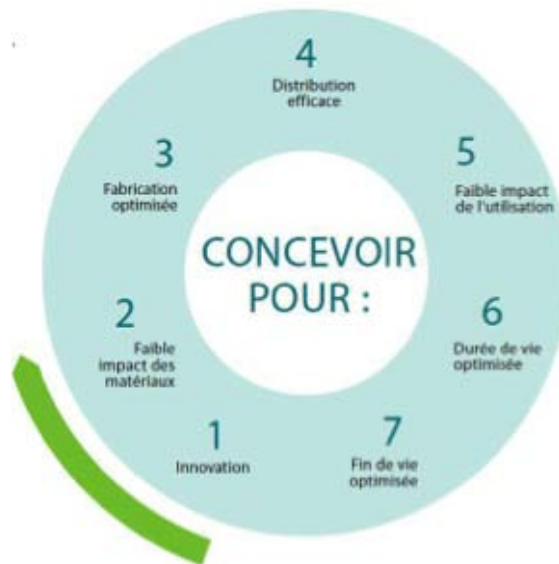 CONCEVOIR
POUR :
1
Innovation
2
Faible
impact des
matériaux
3
Fabrication
optimisée
4
Distribution
efficace
5
Faible impact
de l'utilisation
6
Durée de vie
optimisée
7
Fin de vie
optimisée